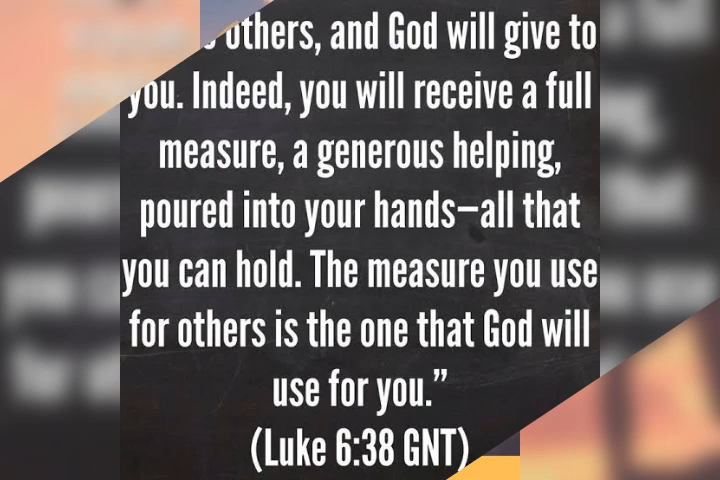 others, and God will give to
you. Indeed, you will receive a full
measure, a generous helping,
poured into your hands—all that
you can hold. The measure you use
for others is the one that God will
use for you.”
(Luke 6:38 GNT)